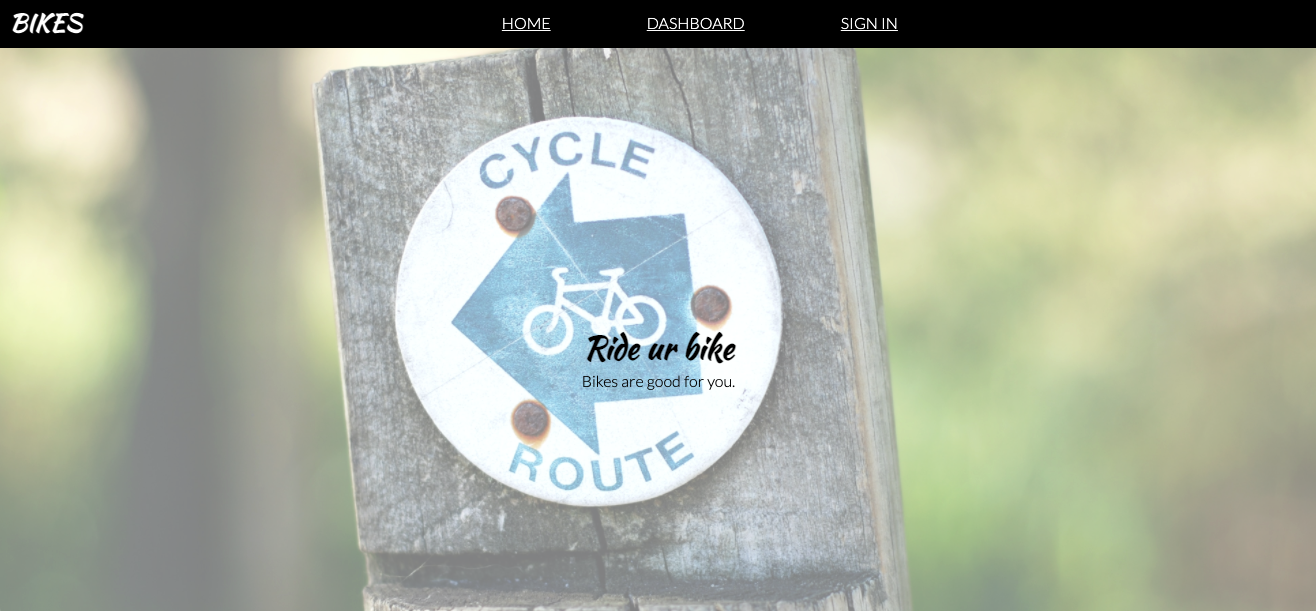 BIKES
HOME DASHBOARD SIGN IN
CYCLE
Ride ur bike
Bikes are good for you.
ROUTE